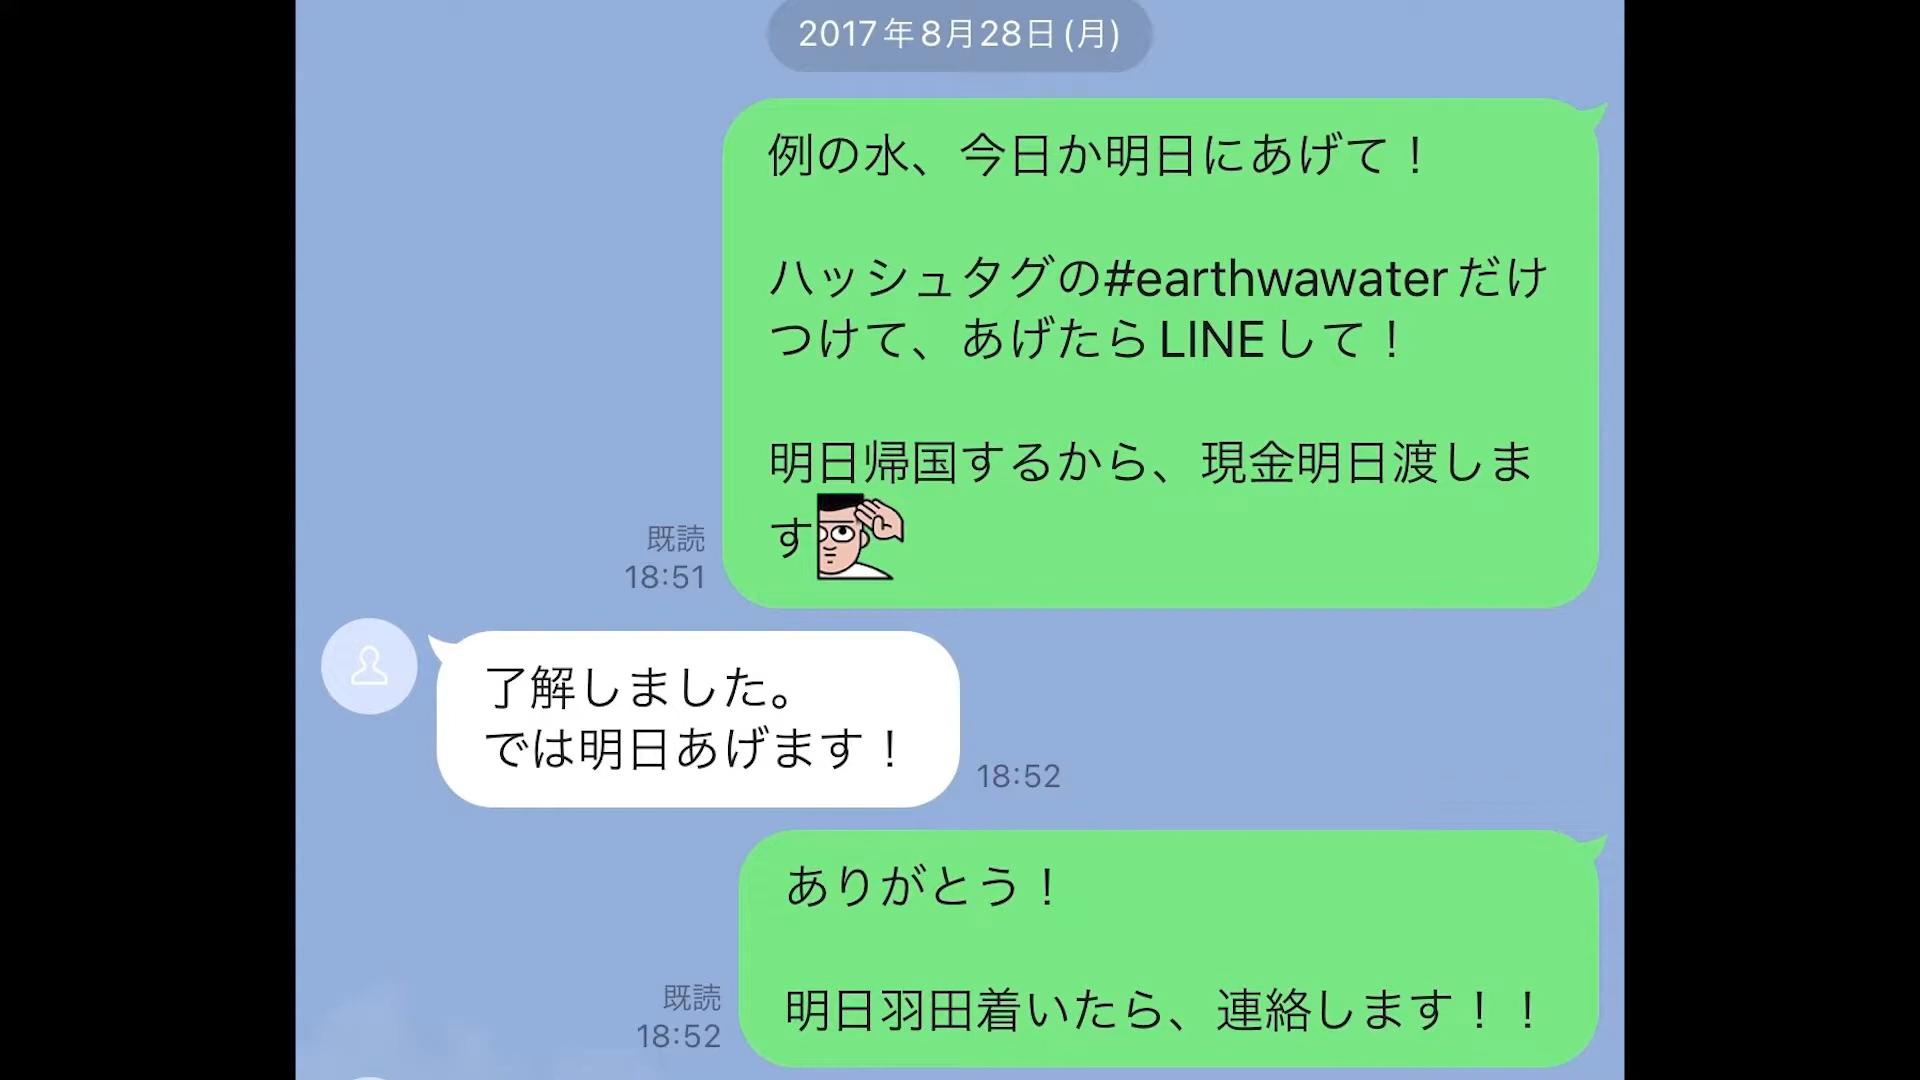 2017年8月28日(月)
例の水、今日か明日にあげて！
ハッシュタグの#earthwawaterだけ
つけて、あげたらLINEして！
明日帰国するから、現金明日渡しま
す
既読
18:51
了解しました。
では明日あげます！
18:52
ありがとう！
明日羽田着いたら、連絡します！！
既読
18:52